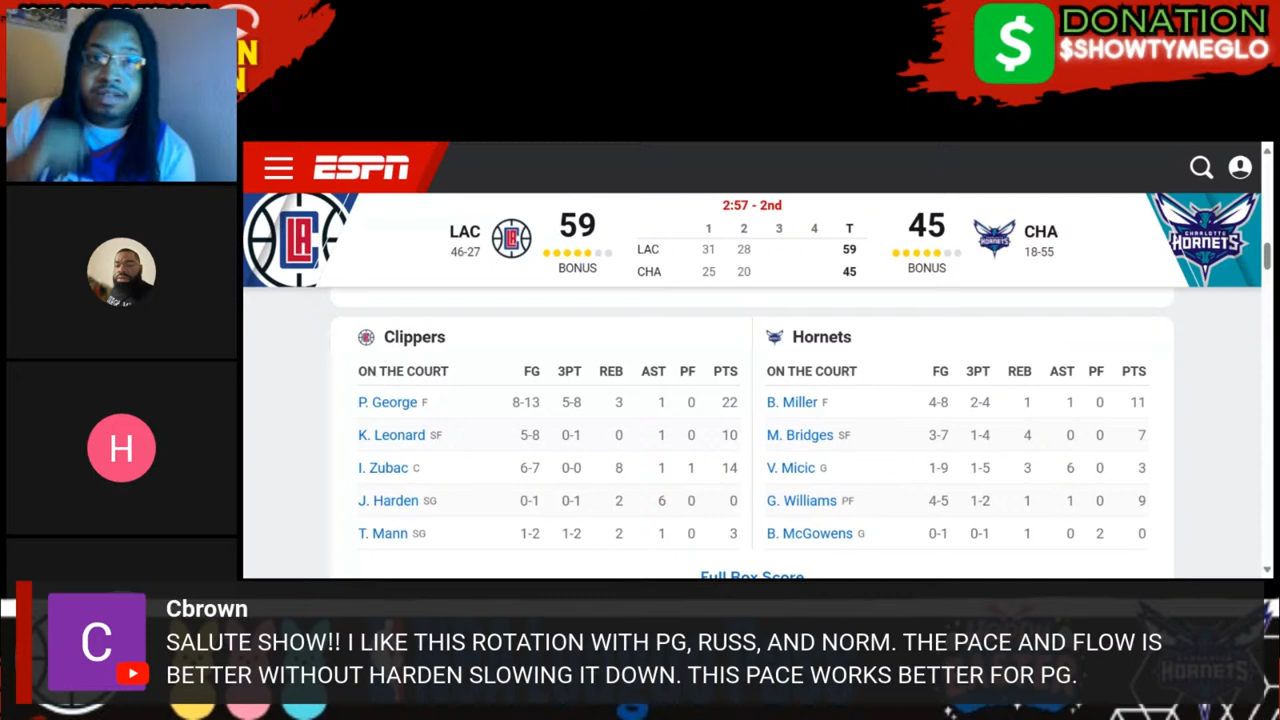 DONATION
$SHOWTYMEGLO
ESPN
2:57 - 2nd
LAC
46-27
59
BONUS
1 2 3 4 T
LAC 31 28 59
CHA 25 20 45
45
BONUS
CHA
18-55
CHARLOTTE
HORNETS
Clippers
ON THE COURT FG 3PT REB AST PF PTS
P. George F 8-13 5-8 3 1 0 22
K. Leonard SF 5-8 0-1 0 1 0 10
I. Zubac C 6-7 0-0 8 1 1 14
J. Harden SG 0-1 0-1 2 6 0 0
T. Mann SG 1-2 1-2 2 1 0 3
Hornets
ON THE COURT FG 3PT REB AST PF PTS
B. Miller F 4-8 2-4 1 1 0 11
M. Bridges SF 3-7 1-4 4 0 0 7
V. Micic G 1-9 1-5 3 6 0 3
G. Williams PF 4-5 1-2 1 1 0 9
B. McGowens G 0-1 0-1 1 0 2 0
Full Box Score
H
C
Cbrown
SALUTE SHOW!! I LIKE THIS ROTATION WITH PG, RUSS, AND NORM. THE PACE AND FLOW IS
BETTER WITHOUT HARDEN SLOWING IT DOWN. THIS PACE WORKS BETTER FOR PG.